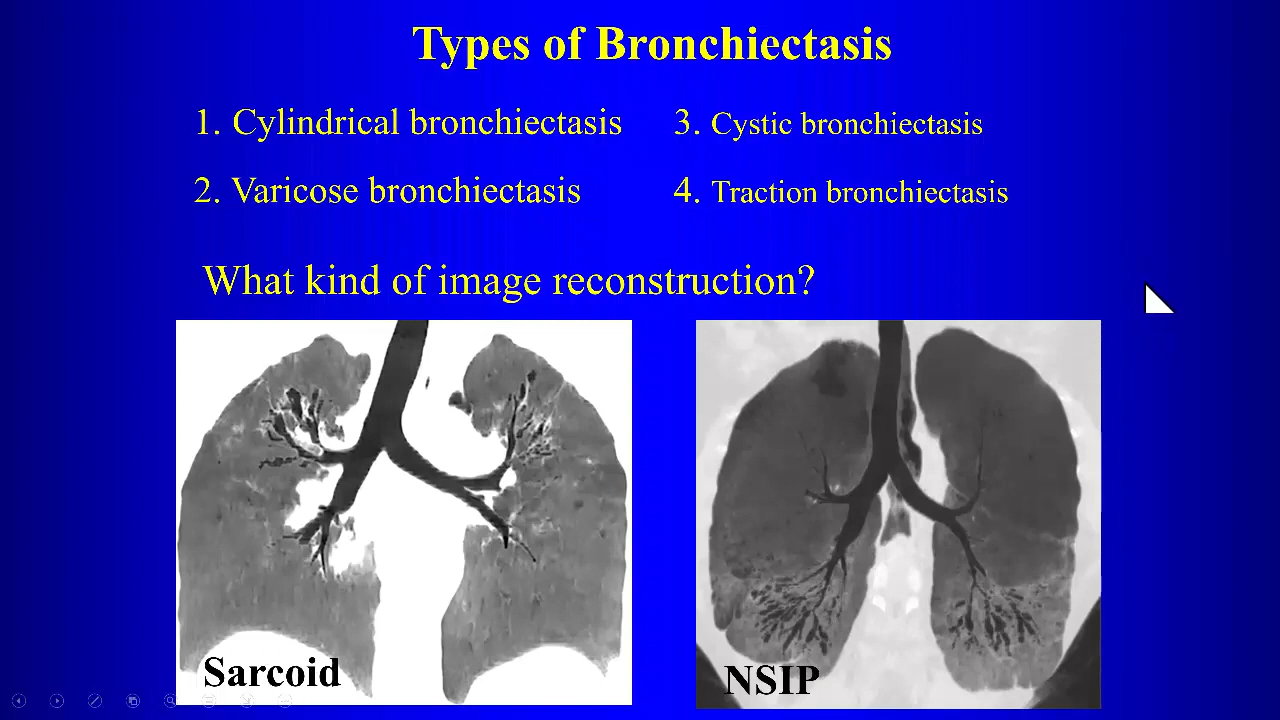 Types of Bronchiectasis
1. Cylindrical bronchiectasis
2. Varicose bronchiectasis
3. Cystic bronchiectasis
4. Traction bronchiectasis
What kind of image reconstruction?
Sarcoid
NSIP